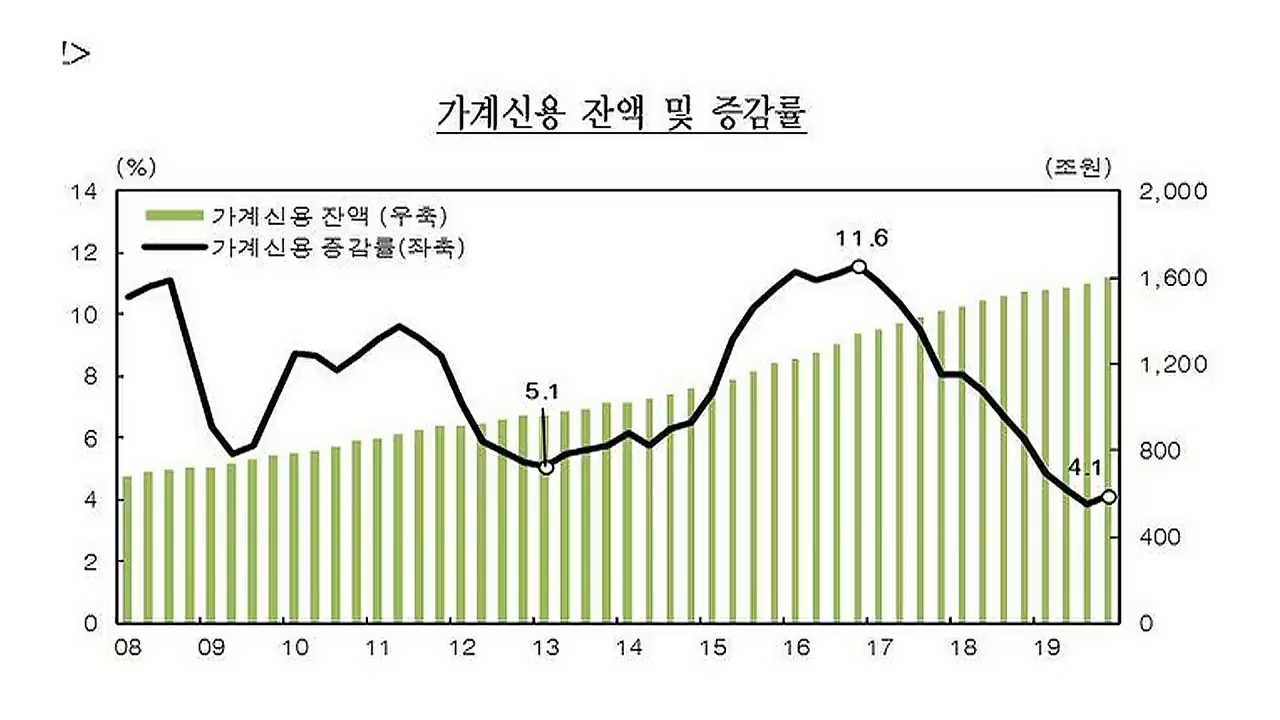 !>
가계신용 잔액 및 증감률
(%) (조원)
14 2,000
가계신용 잔액 (우축)
가계신용 증감률(좌축)
11.6
12
1,600
10
5.1
8 1,200
6 800
4.1
4
400
2
0 0
08 09 10 11 12 13 14 15 16 17 18 19